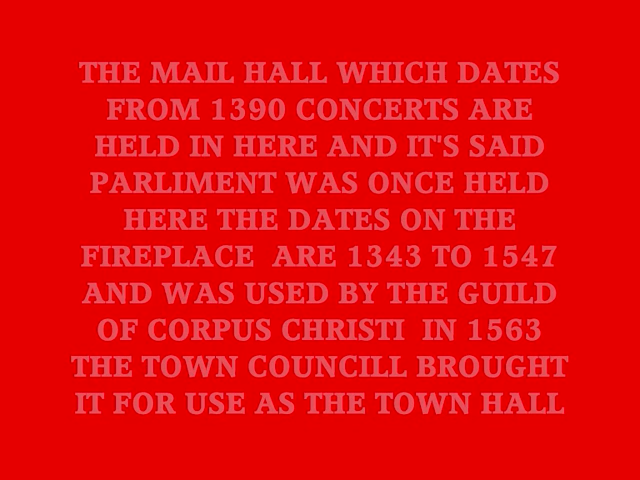 THE MAIL HALL WHICH DATES
FROM 1390 CONCERTS ARE
HELD IN HERE AND IT'S SAID
PARLIMENT WAS ONCE HELD
HERE THE DATES ON THE
FIREPLACE  ARE 1343 TO 1547
AND WAS USED BY THE GUILD
OF CORPUS CHRISTI  IN 1563
THE TOWN COUNCILL BROUGHT
IT FOR USE AS THE TOWN HALL